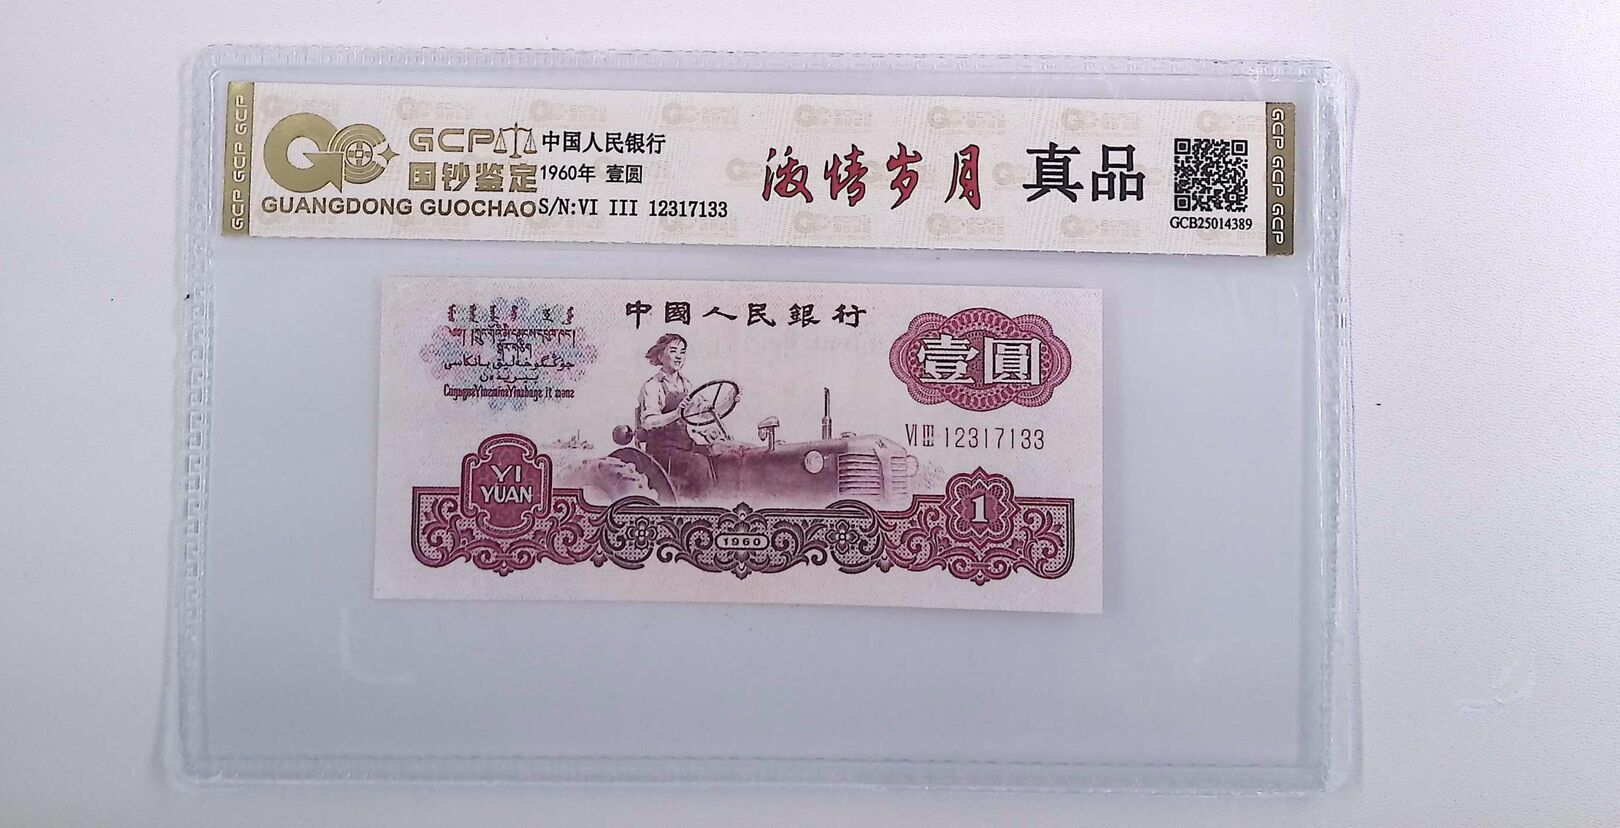 GCP GCP GCP
GCP
国钞鉴定
GUANGDONG GUOCHAO
中国人民银行
1960年 壹圆
S/N:VI III 12317133
激情岁月 真品
GCB25014389
GCP GCP GCP
中國人民銀行
壹圓
VI III 12317133
YI
YUAN
1960
1